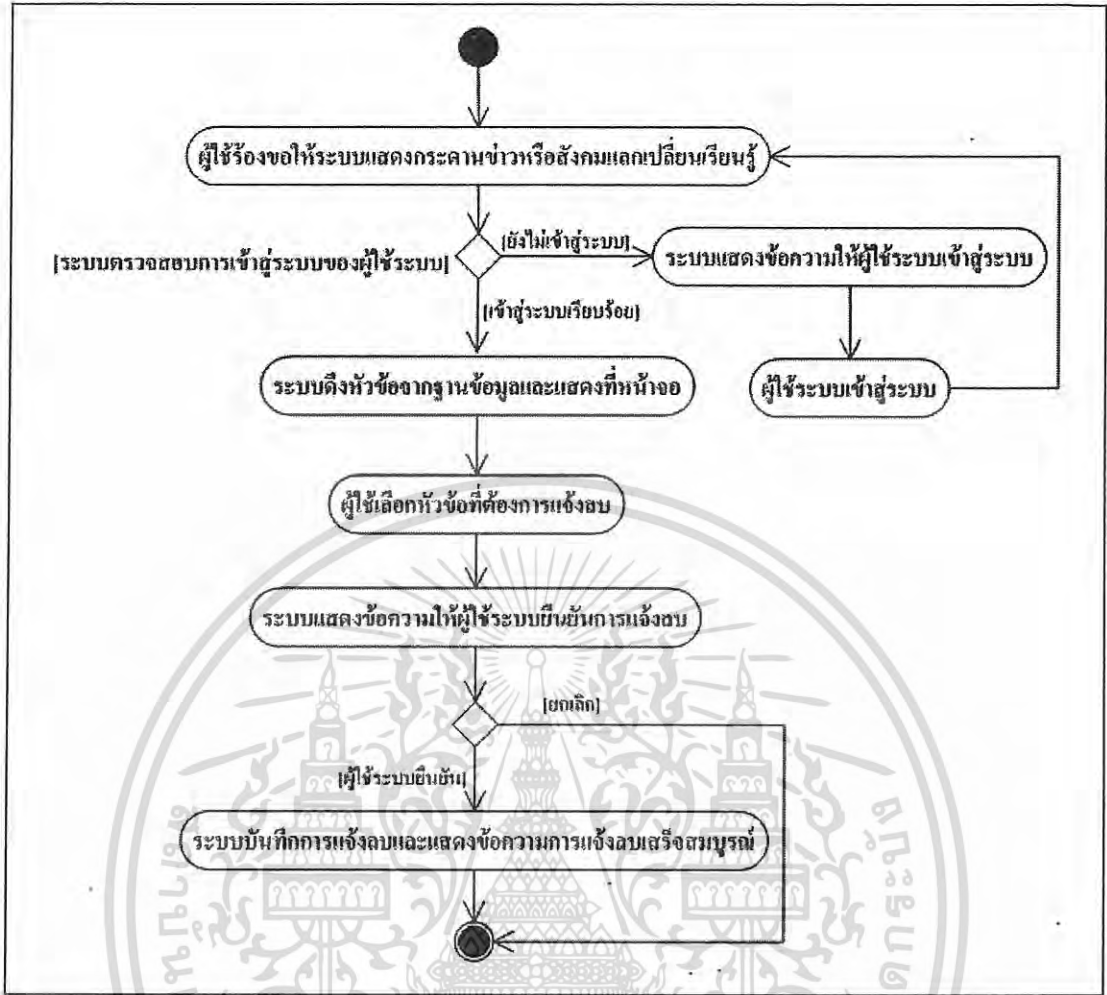 ผู้ใช้ร้องขอให้ระบบแสดงกระดานข่าวหรือสังคมแลกเปลี่ยนเรียนรู้
[ยังไม่เข้าสู่ระบบ]
[ระบบตรวจสอบการเข้าสู่ระบบของผู้ใช้ระบบ]
ระบบแสดงข้อความให้ผู้ใช้ระบบเข้าสู่ระบบ
[เข้าสู่ระบบเรียบร้อย]
ระบบดึงหัวข้อจากฐานข้อมูลและแสดงที่หน้าจอ
ผู้ใช้ระบบเข้าสู่ระบบ
ผู้ใช้เลือกหัวข้อที่ต้องการแจ้งลบ
ระบบแสดงข้อความให้ผู้ใช้ระบบยืนยันการแจ้งลบ
[ยกเลิก]
[ผู้ใช้ระบบยืนยัน]
ระบบบันทึกการแจ้งลบและแสดงข้อความการแจ้งลบเสร็จสมบูรณ์